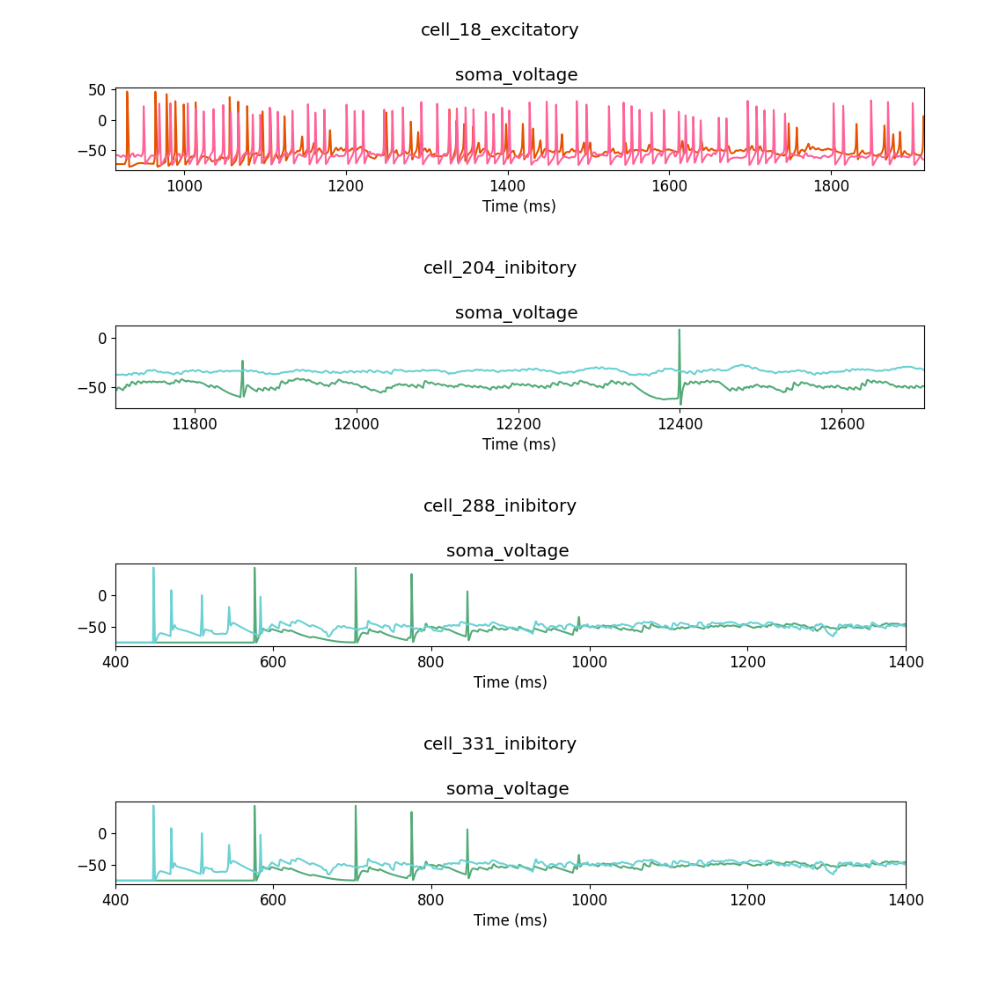 cell_18_excitatory
soma_voltage
50
0
−50
1000 1200 1400 1600 1800
Time (ms)
cell_204_inibitory
soma_voltage
0
−50
11800 12000 12200 12400 12600
Time (ms)
cell_288_inibitory
soma_voltage
0
−50
400 600 800 1000 1200 1400
Time (ms)
cell_331_inibitory
soma_voltage
0
−50
400 600 800 1000 1200 1400
Time (ms)